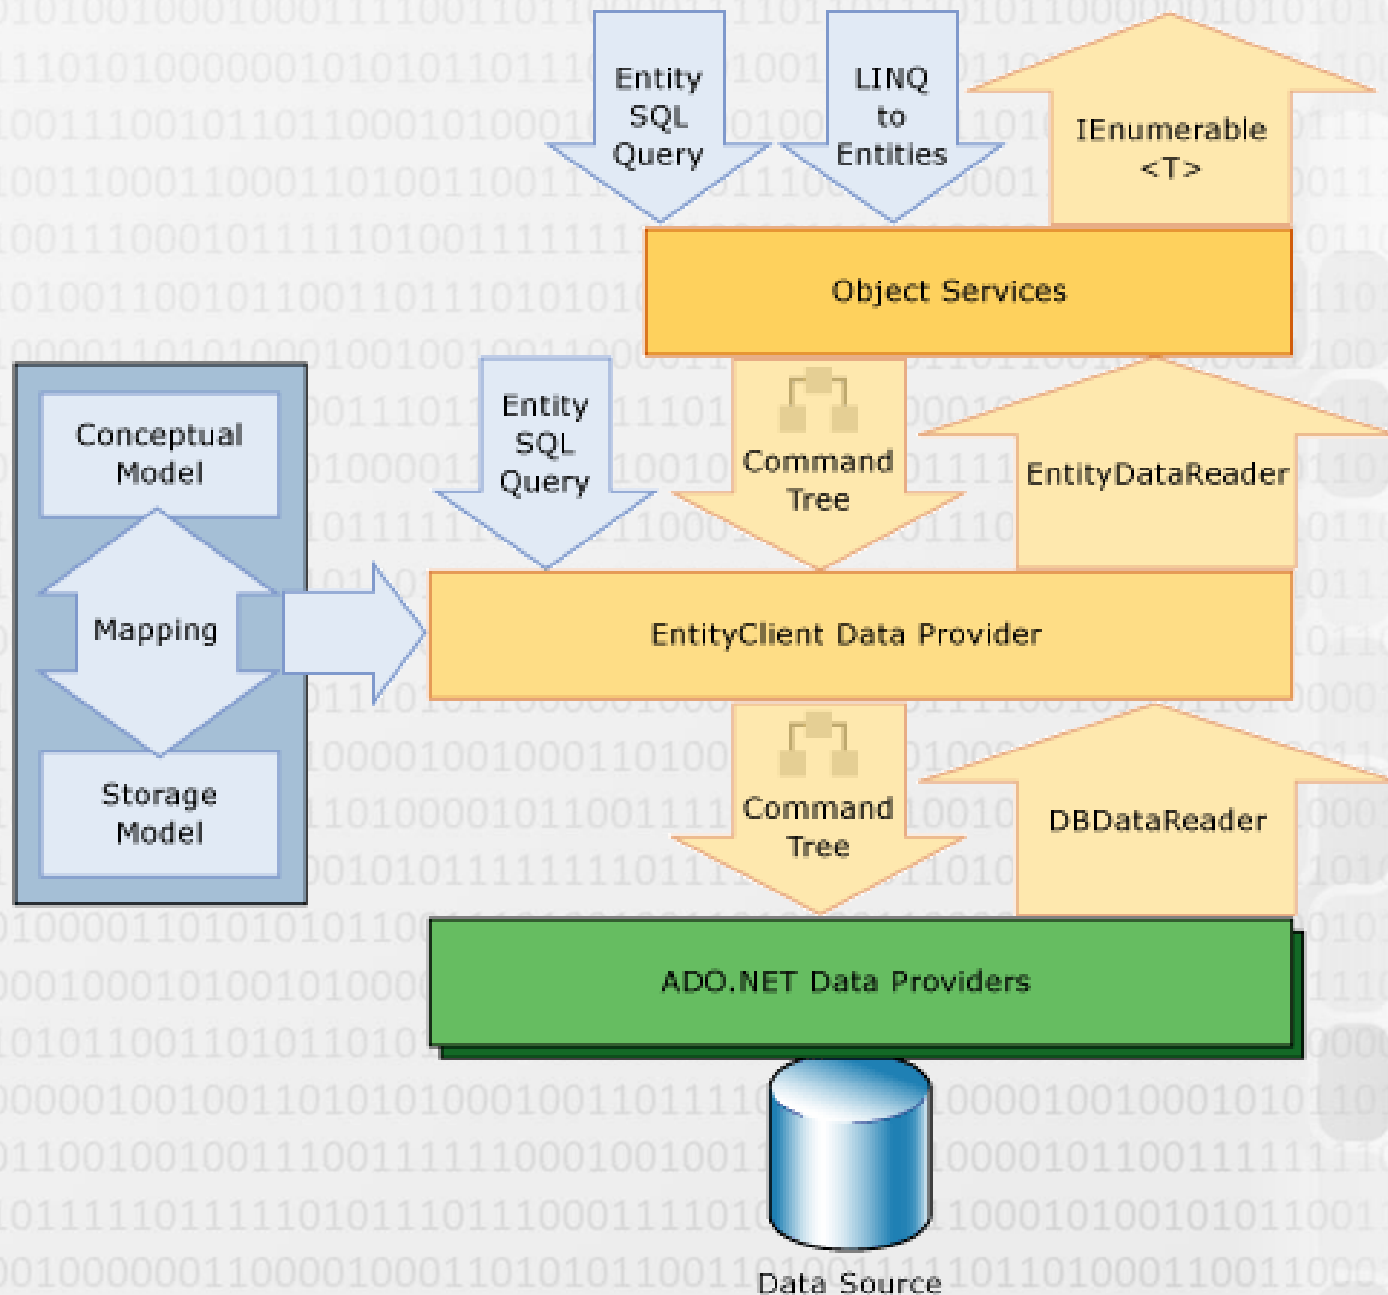 Entity
SQL
Query
LINQ
to
Entities
IEnumerable
<T>
Object Services
Conceptual
Model
Mapping
Storage
Model
Entity
SQL
Query
Command
Tree
EntityDataReader
EntityClient Data Provider
Command
Tree
DBDataReader
ADO.NET Data Providers
Data Source